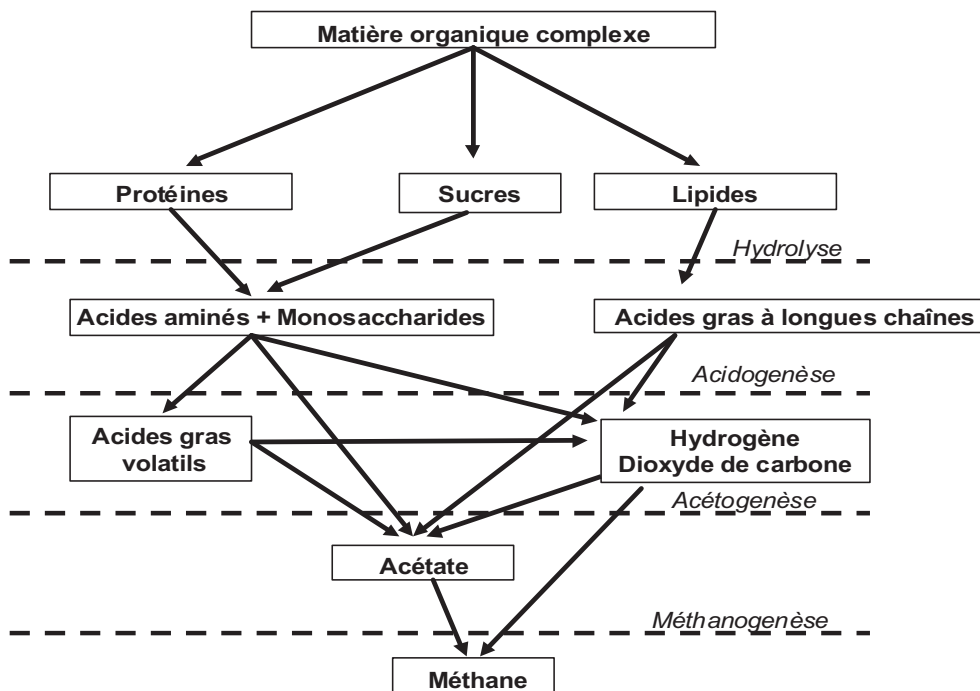 Matière organique complexe
Protéines
Sucres
Lipides
Hydrolyse
Acides aminés + Monosaccharides
Acides gras à longues chaînes
Acidogenèse
Acides gras
volatils
Hydrogène
Dioxyde de carbone
Acétogenèse
Acétate
Méthanogenèse
Méthane